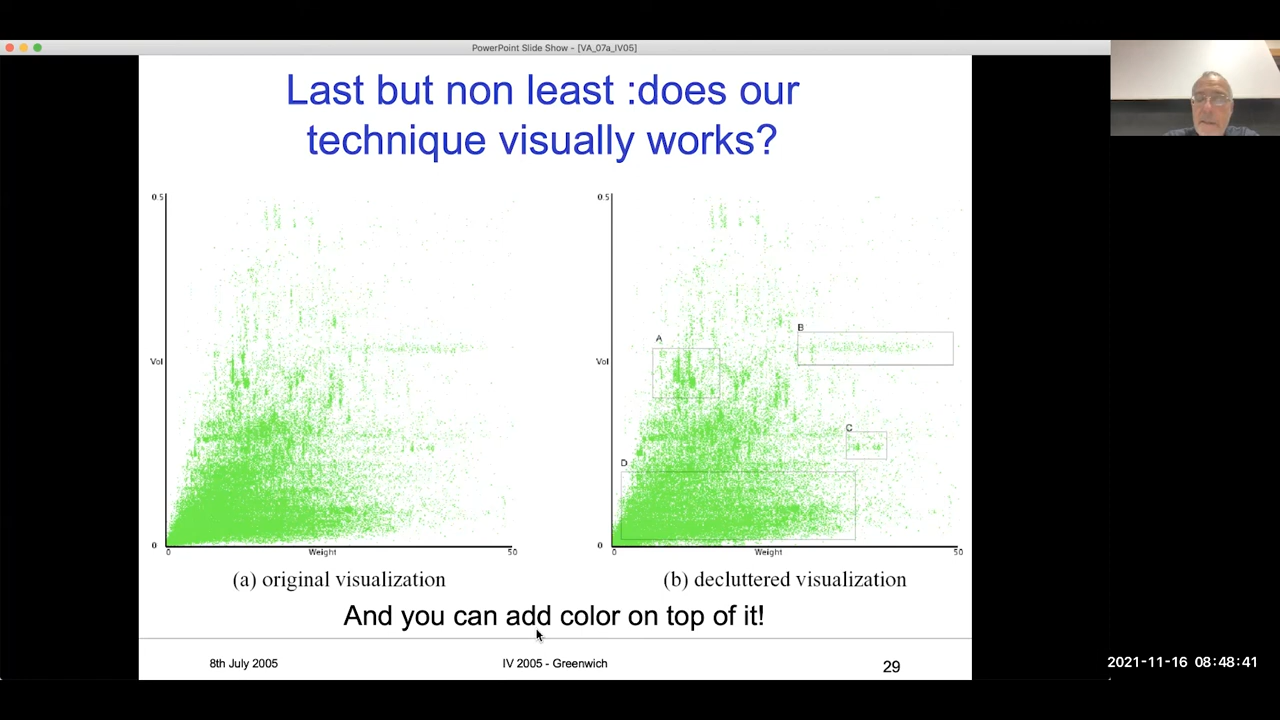 PowerPoint Slide Show - [VA_07a_IV05]
Last but non least :does our
technique visually works?
0.5
Vol
0
0
Weight
50
(a) original visualization
0.5
A
B
Vol
C
D
0
0
Weight
50
(b) decluttered visualization
And you can add color on top of it!
8th July 2005
IV 2005 - Greenwich
29
2021-11-16 08:48:41